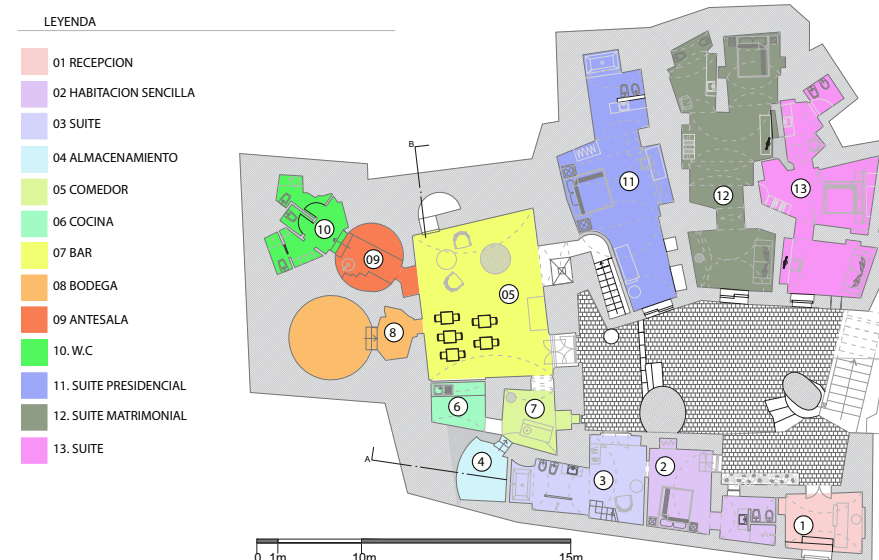 LEYENDA
01 RECEPCION
02 HABITACION SENCILLA
03 SUITE
04 ALMACENAMIENTO
05 COMEDOR
06 COCINA
07 BAR
08 BODEGA
09 ANTESALA
10. W.C
11. SUITE PRESIDENCIAL
12. SUITE MATRIMONIAL
13. SUITE
B
11
12
13
10
09
05
8
6
7
4
A
3
2
1
0 1m 10m 15m